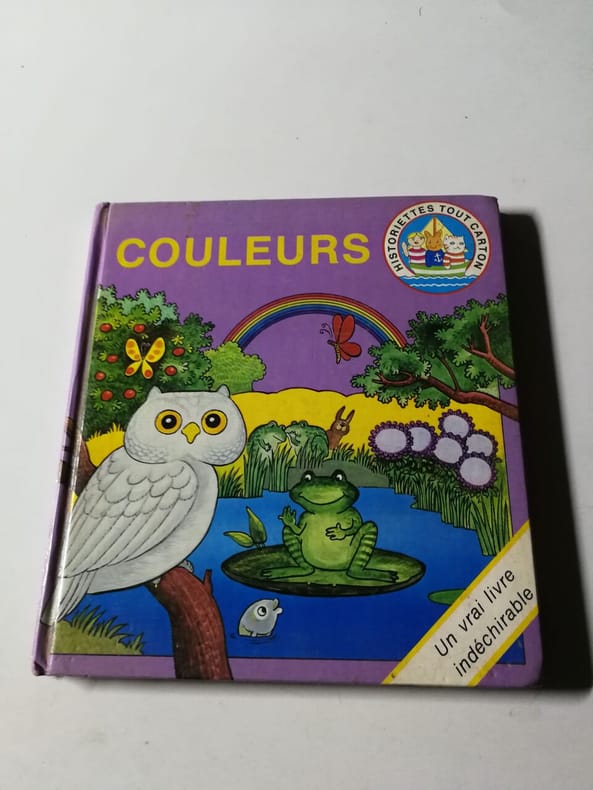 COULEURS
HISTORIETTES TOUT CARTON
Un vrai livre
indéchirable